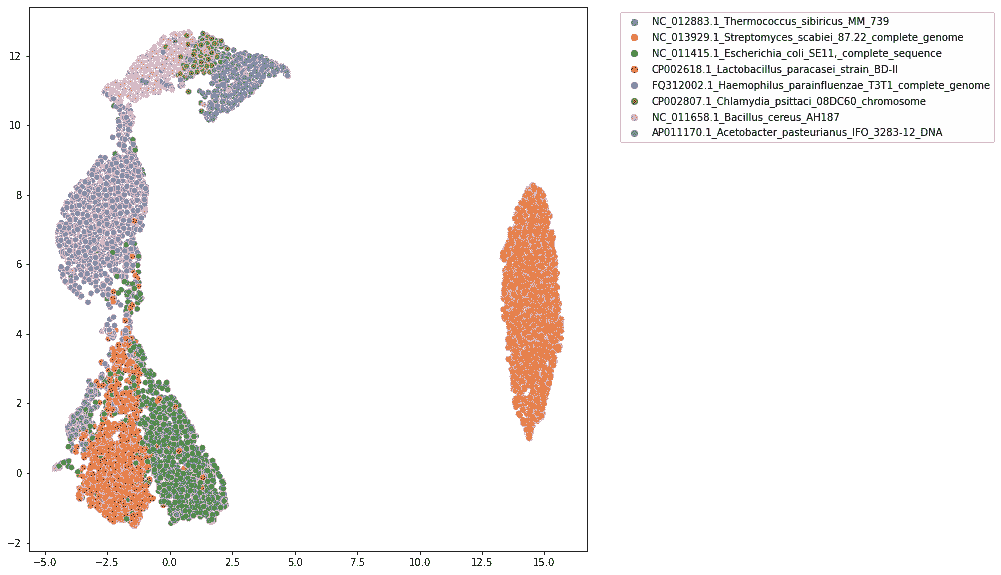 NC_012883.1_Thermococcus_sibiricus_MM_739
NC_013929.1_Streptomyces_scabiei_87.22_complete_genome
NC_011415.1_Escherichia_coli_SE11,_complete_sequence
CP002618.1_Lactobacillus_paracasei_strain_BD-II
FQ312002.1_Haemophilus_parainfluenzae_T3T1_complete_genome
CP002807.1_Chlamydia_psittaci_08DC60_chromosome
NC_011658.1_Bacillus_cereus_AH187
AP011170.1_Acetobacter_pasteurianus_IFO_3283-12_DNA
12
10
8
6
4
2
0
−2
−5.0 −2.5 0.0 2.5 5.0 7.5 10.0 12.5 15.0